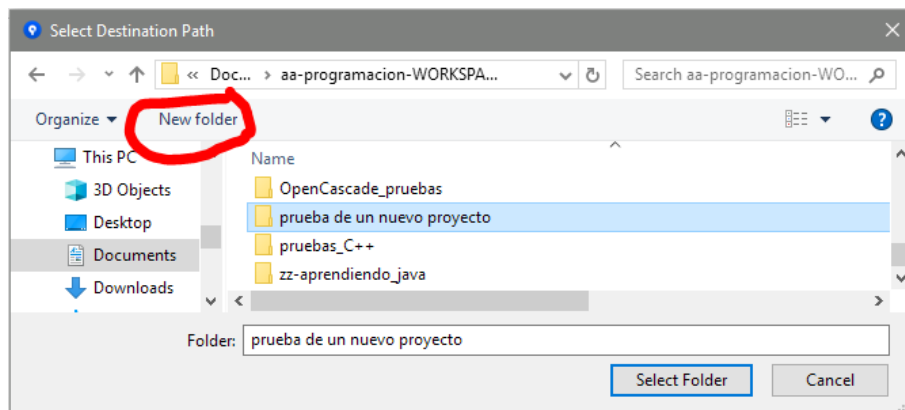 Select Destination Path
« Doc... › aa-programacion-WORKSPA...
Search aa-programacion-WO...
Organize
New folder
?
This PC
3D Objects
Desktop
Documents
Downloads
Name
OpenCascade_pruebas
prueba de un nuevo proyecto
pruebas_C++
zz-aprendiendo_java
Folder: prueba de un nuevo proyecto
Select Folder
Cancel